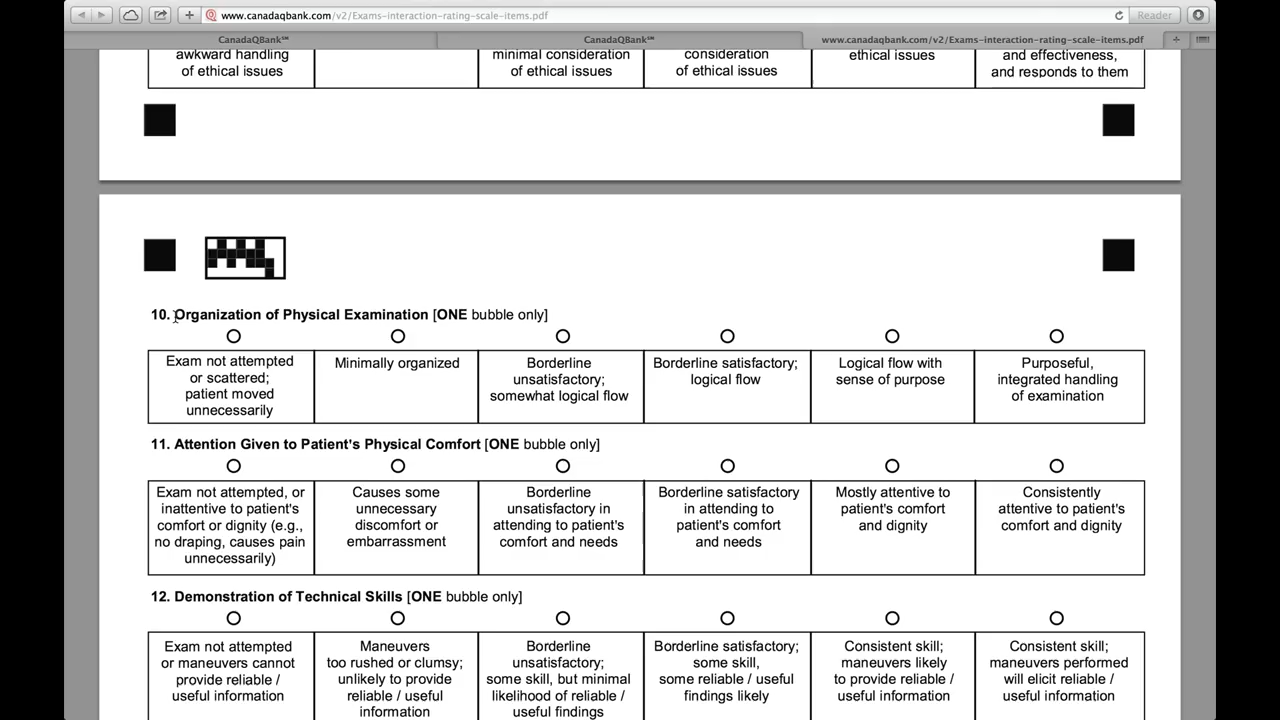 www.canadaqbank.com/v2/Exams-interaction-rating-scale-items.pdf
Reader
CanadaQBank℠
CanadaQBank℠
www.canadaqbank.com/v2/Exams-interaction-rating-scale-items.pdf
awkward handling
of ethical issues
minimal consideration
of ethical issues
consideration
of ethical issues
ethical issues
and effectiveness,
and responds to them
10. Organization of Physical Examination [ONE bubble only]
Exam not attempted
or scattered;
patient moved
unnecessarily
Minimally organized
Borderline
unsatisfactory;
somewhat logical flow
Borderline satisfactory;
logical flow
Logical flow with
sense of purpose
Purposeful,
integrated handling
of examination
11. Attention Given to Patient's Physical Comfort [ONE bubble only]
Exam not attempted, or
inattentive to patient's
comfort or dignity (e.g.,
no draping, causes pain
unnecessarily)
Causes some
unnecessary
discomfort or
embarrassment
Borderline
unsatisfactory in
attending to patient's
comfort and needs
Borderline satisfactory
in attending to
patient's comfort
and needs
Mostly attentive to
patient's comfort
and dignity
Consistently
attentive to patient's
comfort and dignity
12. Demonstration of Technical Skills [ONE bubble only]
Exam not attempted
or maneuvers cannot
provide reliable /
useful information
Maneuvers
too rushed or clumsy;
unlikely to provide
reliable / useful
information
Borderline
unsatisfactory;
some skill, but minimal
likelihood of reliable /
useful findings
Borderline satisfactory;
some skill,
some reliable / useful
findings likely
Consistent skill;
maneuvers likely
to provide reliable /
useful information
Consistent skill;
maneuvers performed
will elicit reliable /
useful information